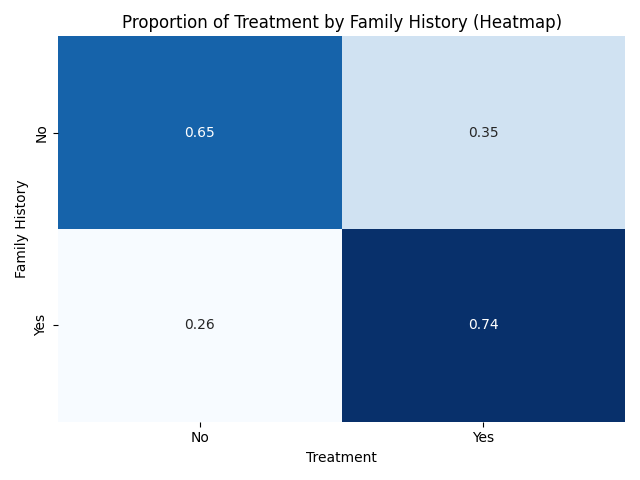 Proportion of Treatment by Family History (Heatmap)
Family History
No
0.65
0.35
Yes
0.26
0.74
No
Yes
Treatment